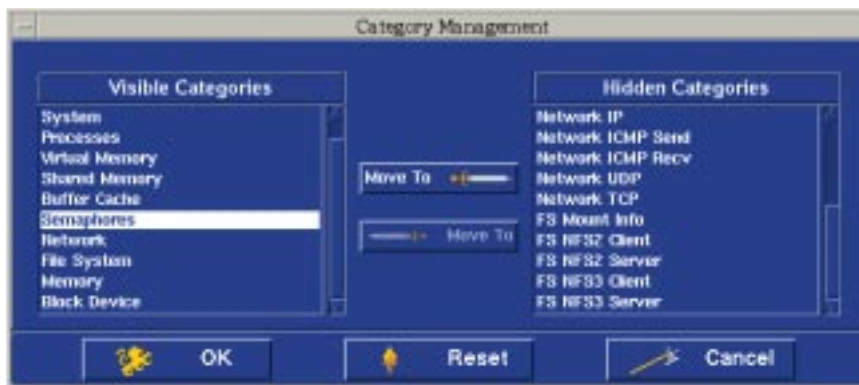 Category Management
Visible Categories
System
Processes
Virtual Memory
Shared Memory
Buffer Cache
Semaphores
Network
File System
Memory
Block Device
Move To
Move To
Hidden Categories
Network IP
Network ICMP Send
Network ICMP Recv
Network UDP
Network TCP
FS Mount Info
FS NFS2 Client
FS NFS2 Server
FS NFS3 Client
FS NFS3 Server
OK
Reset
Cancel